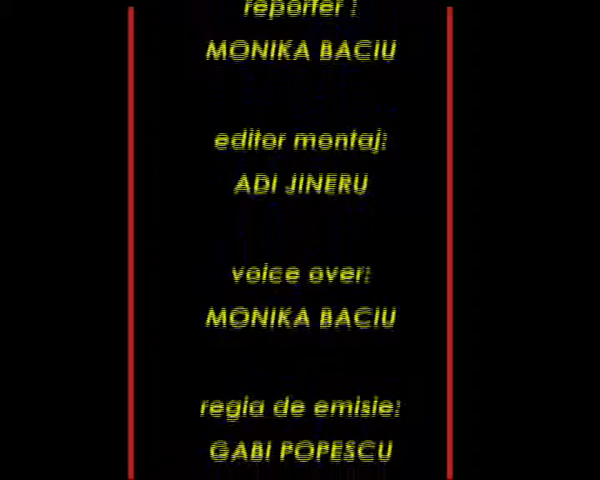 reporter :
MONIKA BACIU
editor montaj:
ADI JINERU
voice over:
MONIKA BACIU
regia de emisie:
GABI POPESCU